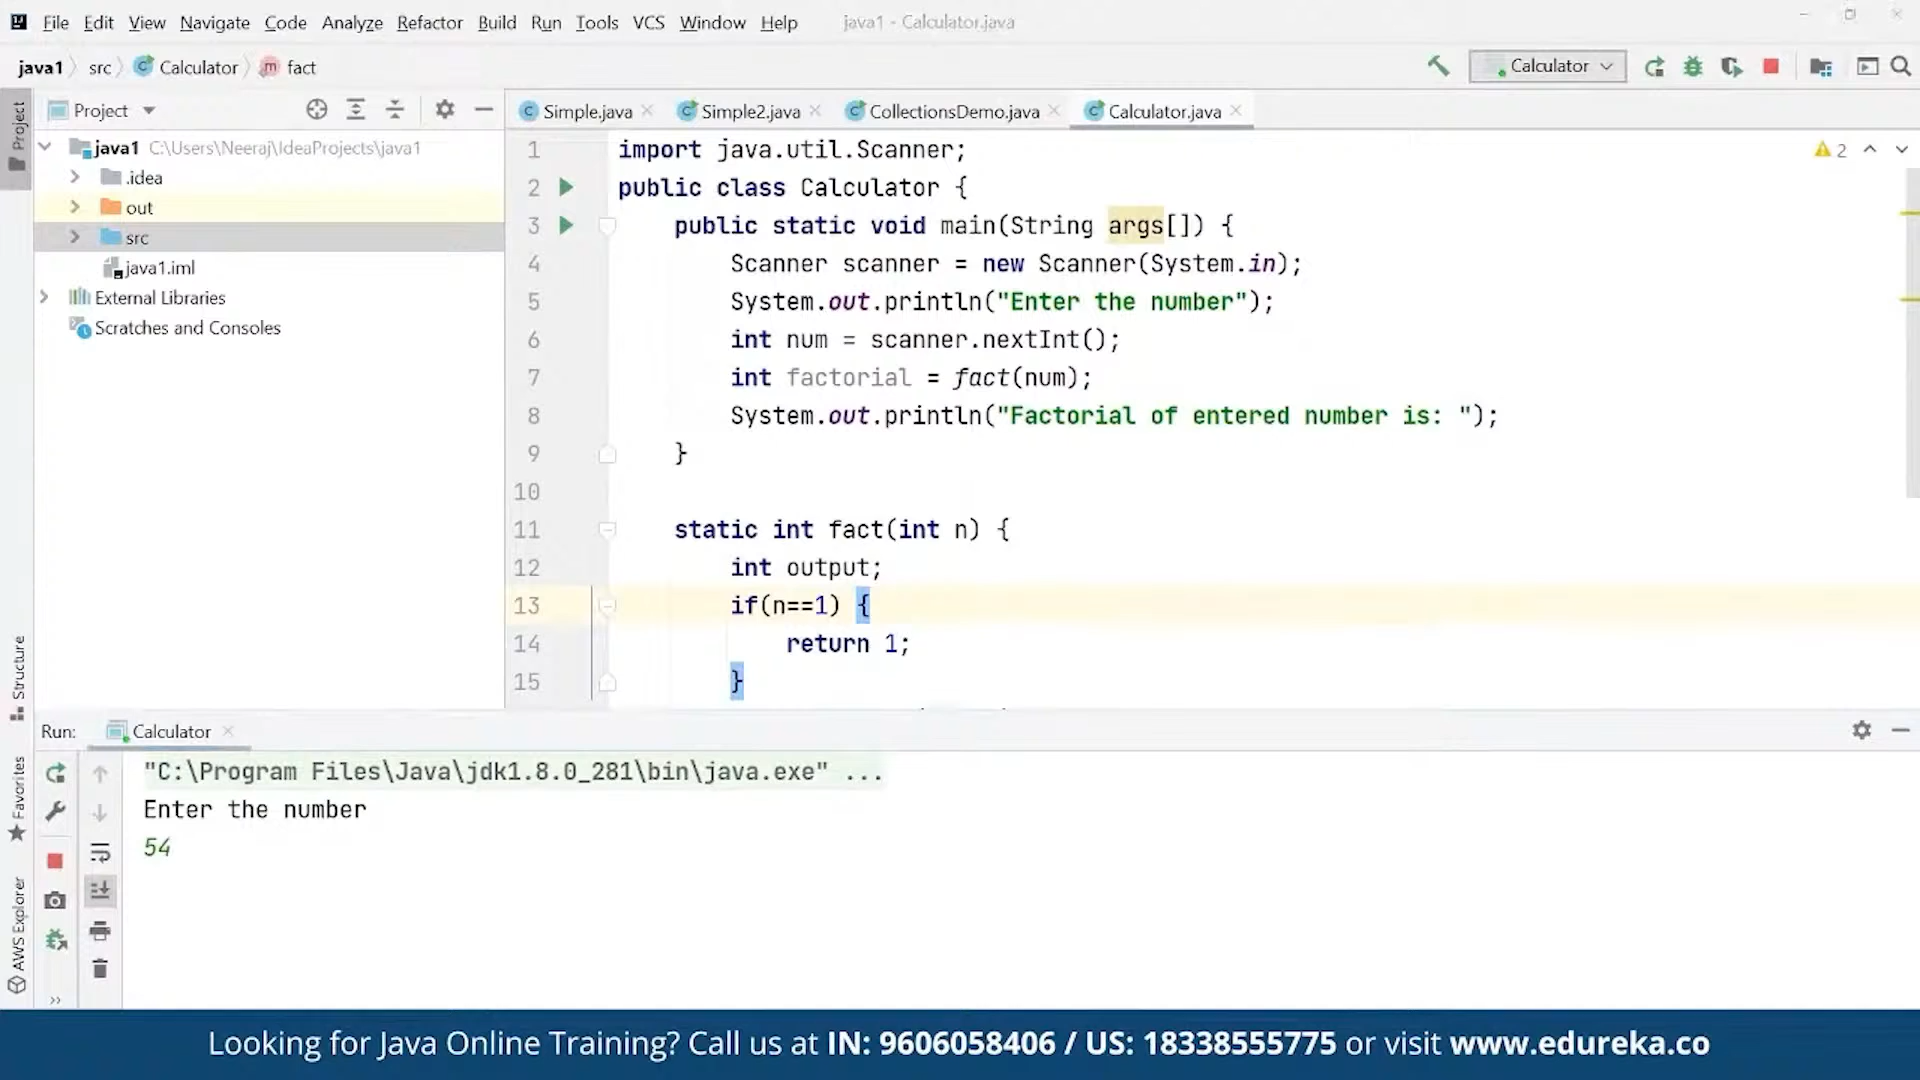 File Edit View Navigate Code Analyze Refactor Build Run Tools VCS Window Help java1 - Calculator.java
java1 src Calculator m fact Calculator
Project
Simple.java Simple2.java CollectionsDemo.java Calculator.java
java1 C:\Users\Neeraj\IdeaProjects\java1
.idea
out
src
java1.iml
External Libraries
Scratches and Consoles
1 import java.util.Scanner;
2 public class Calculator {
3 public static void main(String args[]) {
4 Scanner scanner = new Scanner(System.in);
5 System.out.println("Enter the number");
6 int num = scanner.nextInt();
7 int factorial = fact(num);
8 System.out.println("Factorial of entered number is: ");
9 }
10
11 static int fact(int n) {
12 int output;
13 if(n==1) {
14 return 1;
15 }
2
Project
Structure
Favorites
AWS Explorer
Run: Calculator
"C:\Program Files\Java\jdk1.8.0_281\bin\java.exe" ...
Enter the number
54
Looking for Java Online Training? Call us at IN: 9606058406 / US: 18338555775 or visit www.edureka.co